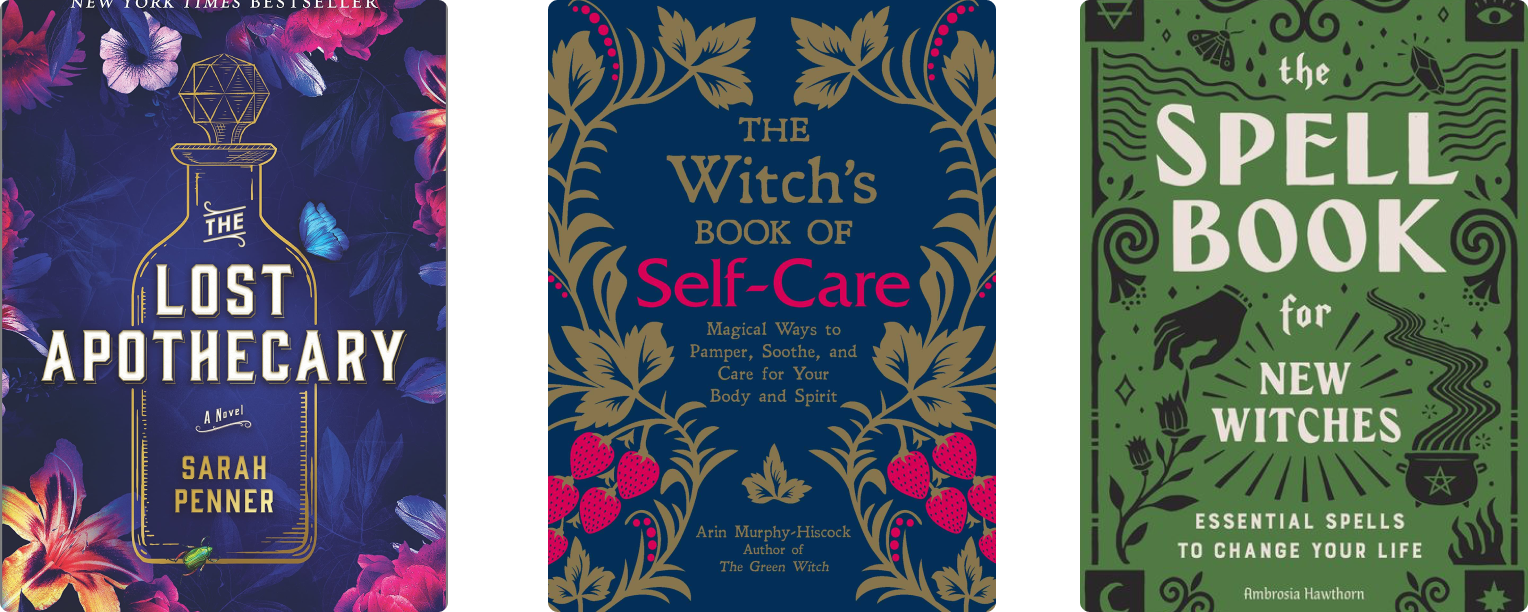 NEW YORK TIMES BESTSELLER
THE
LOST
APOTHECARY
A Novel
SARAH
PENNER
THE
Witch's
BOOK OF
Self-Care
Magical Ways to
Pamper, Soothe, and
Care for Your
Body and Spirit
Arin Murphy-Hiscock
Author of
The Green Witch
the
SPELL
BOOK
for
NEW
WITCHES
ESSENTIAL SPELLS
TO CHANGE YOUR LIFE
Ambrosia Hawthorn